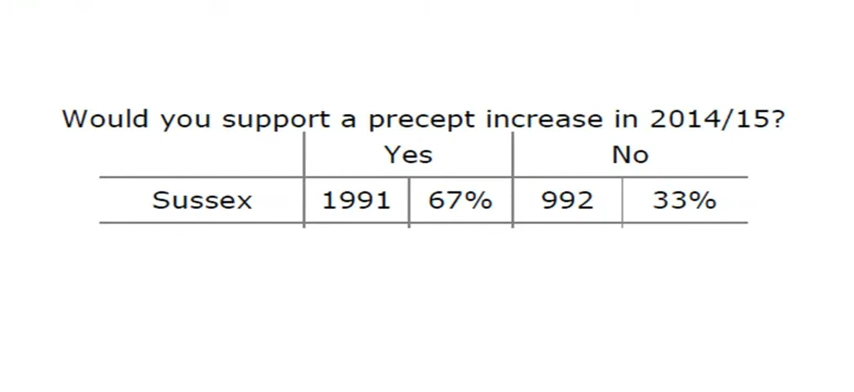 Would you support a precept increase in 2014/15?
Yes No
Sussex 1991 67% 992 33%